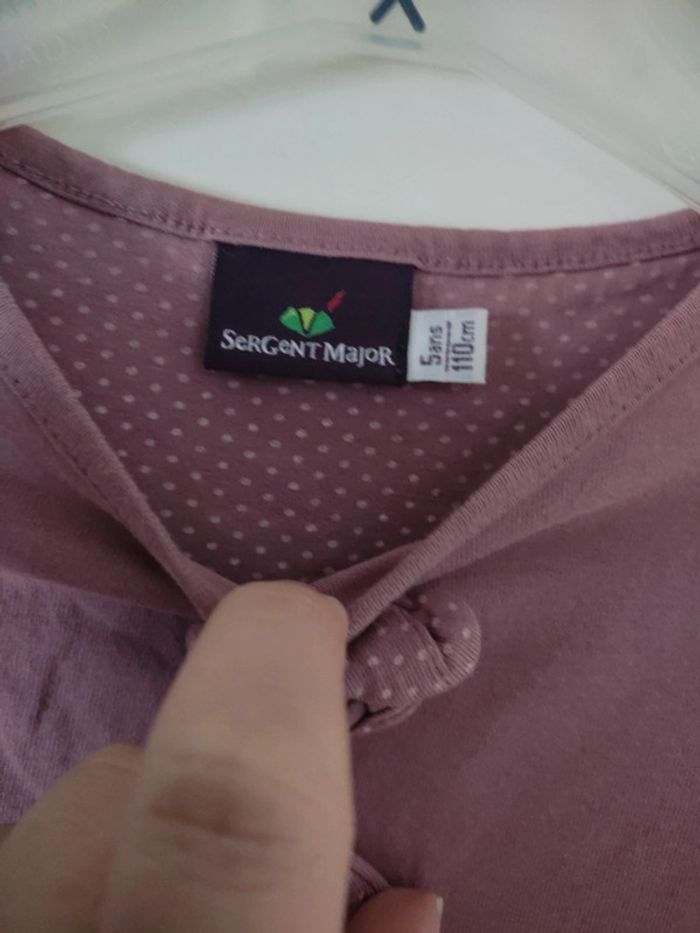 SeRGeNT MajoR
5ans
110cm